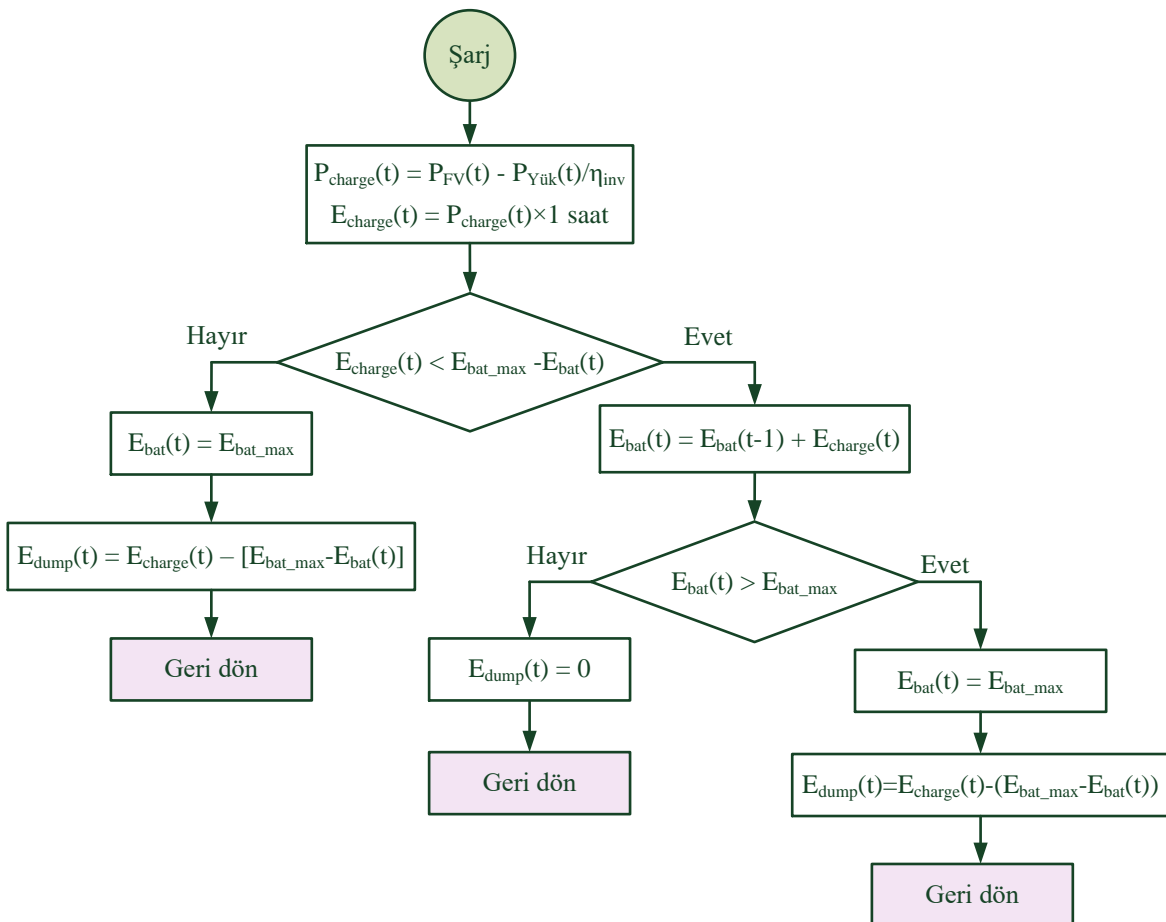 Şarj
P_charge(t) = P_FV(t) - P_Yük(t)/η_inv
E_charge(t) = P_charge(t)×1 saat
Hayır
Evet
E_charge(t) < E_bat_max -E_bat(t)
E_bat(t) = E_bat_max
E_bat(t) = E_bat(t-1) + E_charge(t)
E_dump(t) = E_charge(t) – [E_bat_max-E_bat(t)]
Hayır
Evet
E_bat(t) > E_bat_max
Geri dön
E_dump(t) = 0
E_bat(t) = E_bat_max
Geri dön
E_dump(t)=E_charge(t)-(E_bat_max-E_bat(t))
Geri dön